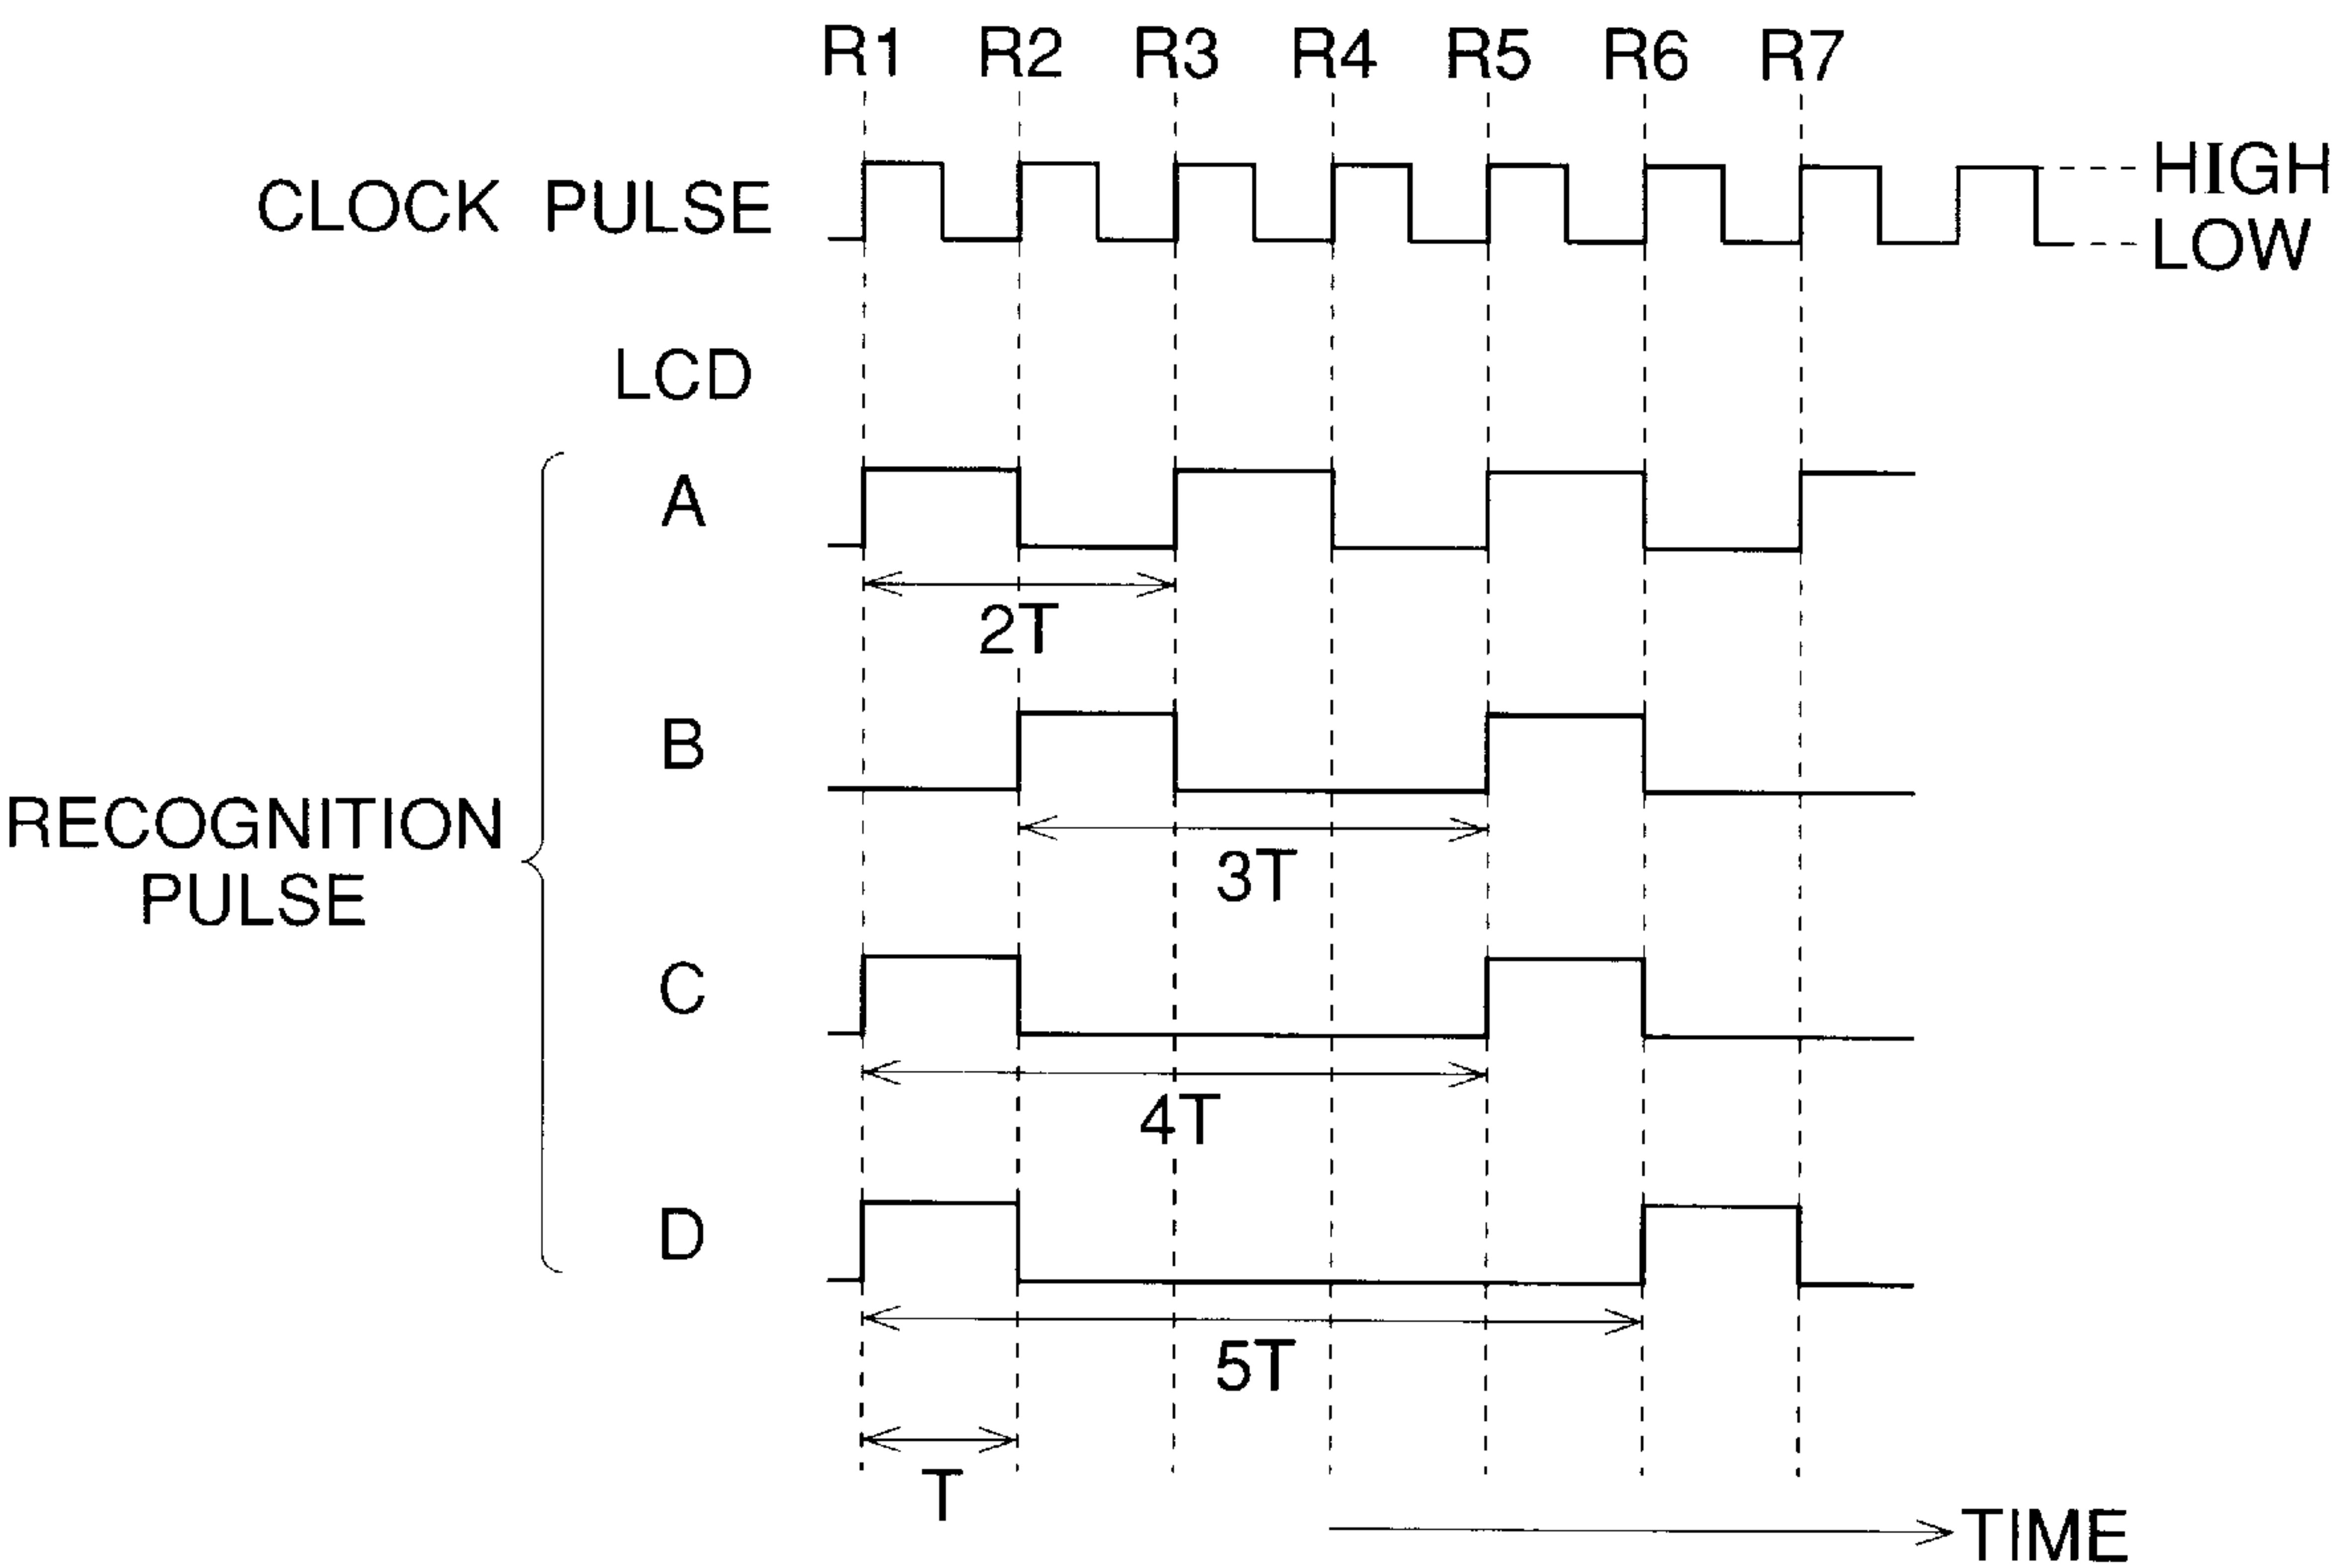 R1 R2 R3 R4 R5 R6 R7
CLOCK PULSE
HIGH
LOW
LCD
A
2T
B
3T
RECOGNITION
PULSE
C
4T
D
5T
T
TIME